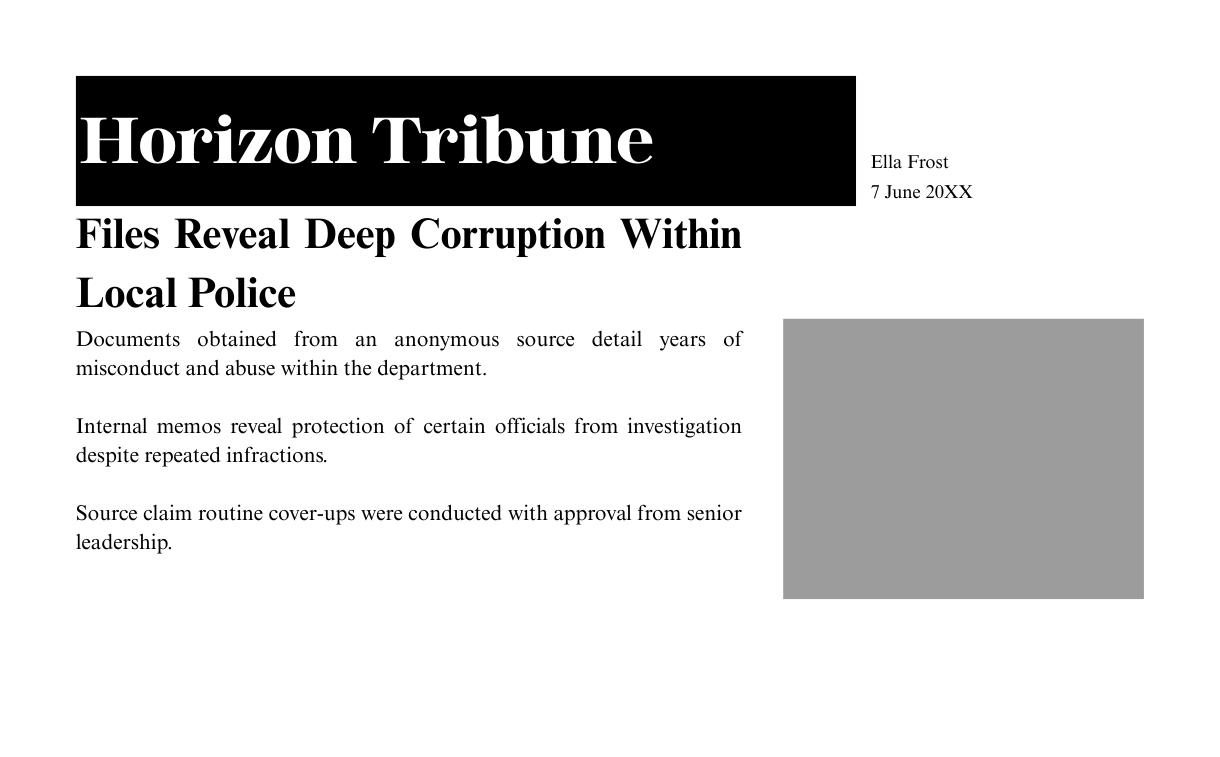 Horizon Tribune
Ella Frost
7 June 20XX
Files Reveal Deep Corruption Within
Local Police
Documents obtained from an anonymous source detail years of
misconduct and abuse within the department.
Internal memos reveal protection of certain officials from investigation
despite repeated infractions.
Source claim routine cover-ups were conducted with approval from senior
leadership.